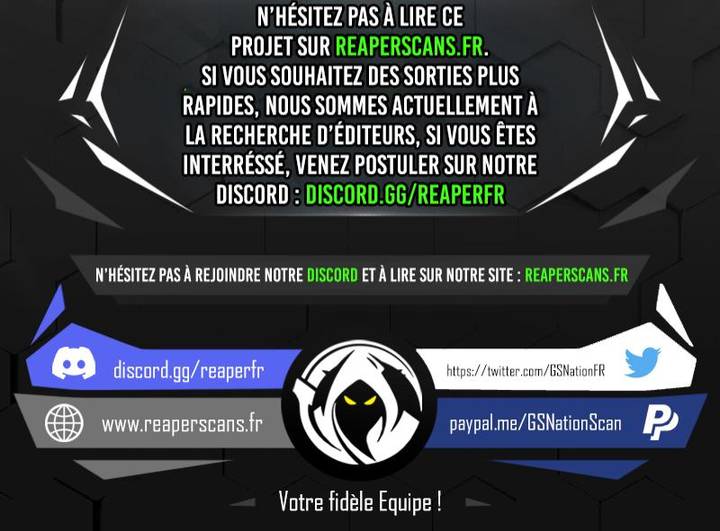 N'HÉSITEZ PAS À LIRE CE
PROJET SUR REAPERSCANS.FR.
SI VOUS SOUHAITEZ DES SORTIES PLUS
RAPIDES, NOUS SOMMES ACTUELLEMENT À
LA RECHERCHE D'ÉDITEURS, SI VOUS ÊTES
INTERRÉSSÉ, VENEZ POSTULER SUR NOTRE
DISCORD : DISCORD.GG/REAPERFR
N'HÉSITEZ PAS À REJOINDRE NOTRE DISCORD ET À LIRE SUR NOTRE SITE : REAPERSCANS.FR
discord.gg/reaperfr
https://twitter.com/GSNationFR
www.reaperscans.fr
paypal.me/GSNationScan
Votre fidèle Equipe !